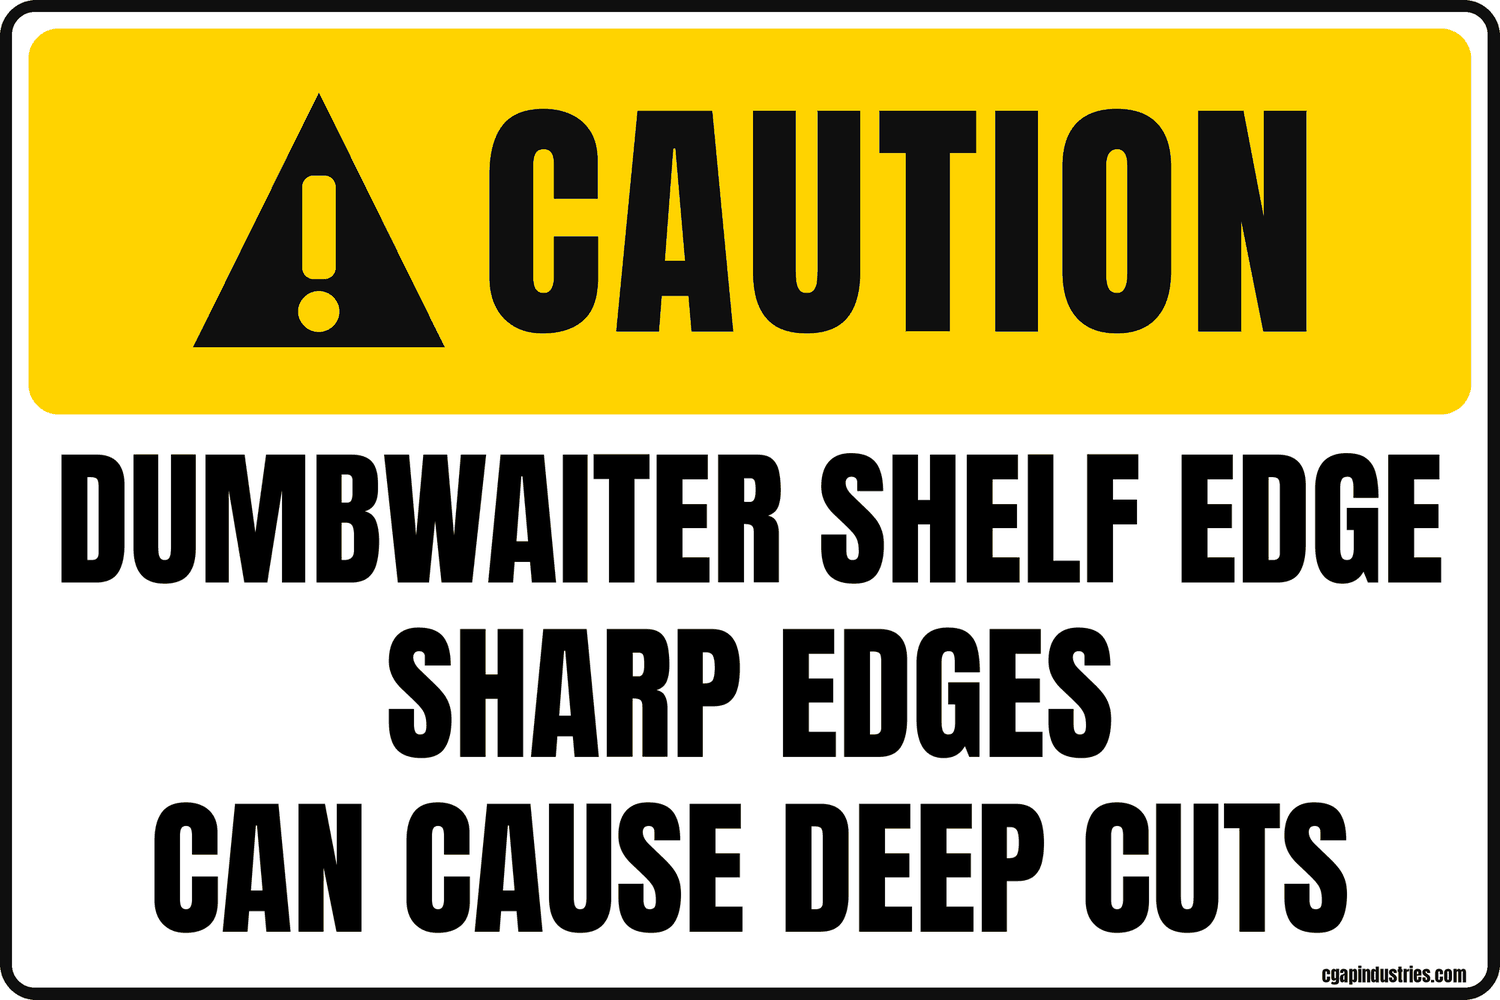 CAUTION
DUMBWAITER SHELF EDGE
SHARP EDGES
CAN CAUSE DEEP CUTS
cgapindustries.com